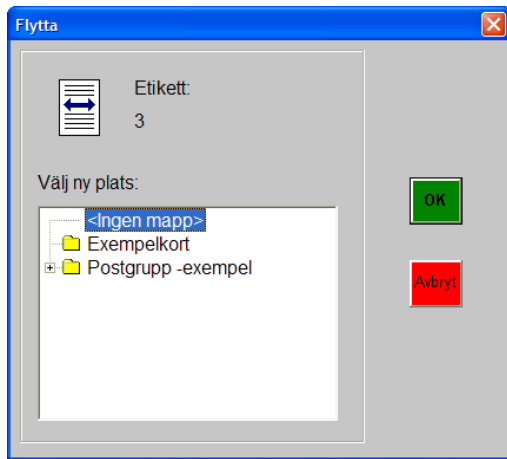 Flytta
Etikett:
3
Välj ny plats:
<Ingen mapp>
Exempelkort
Postgrupp -exempel
OK
Avbryt